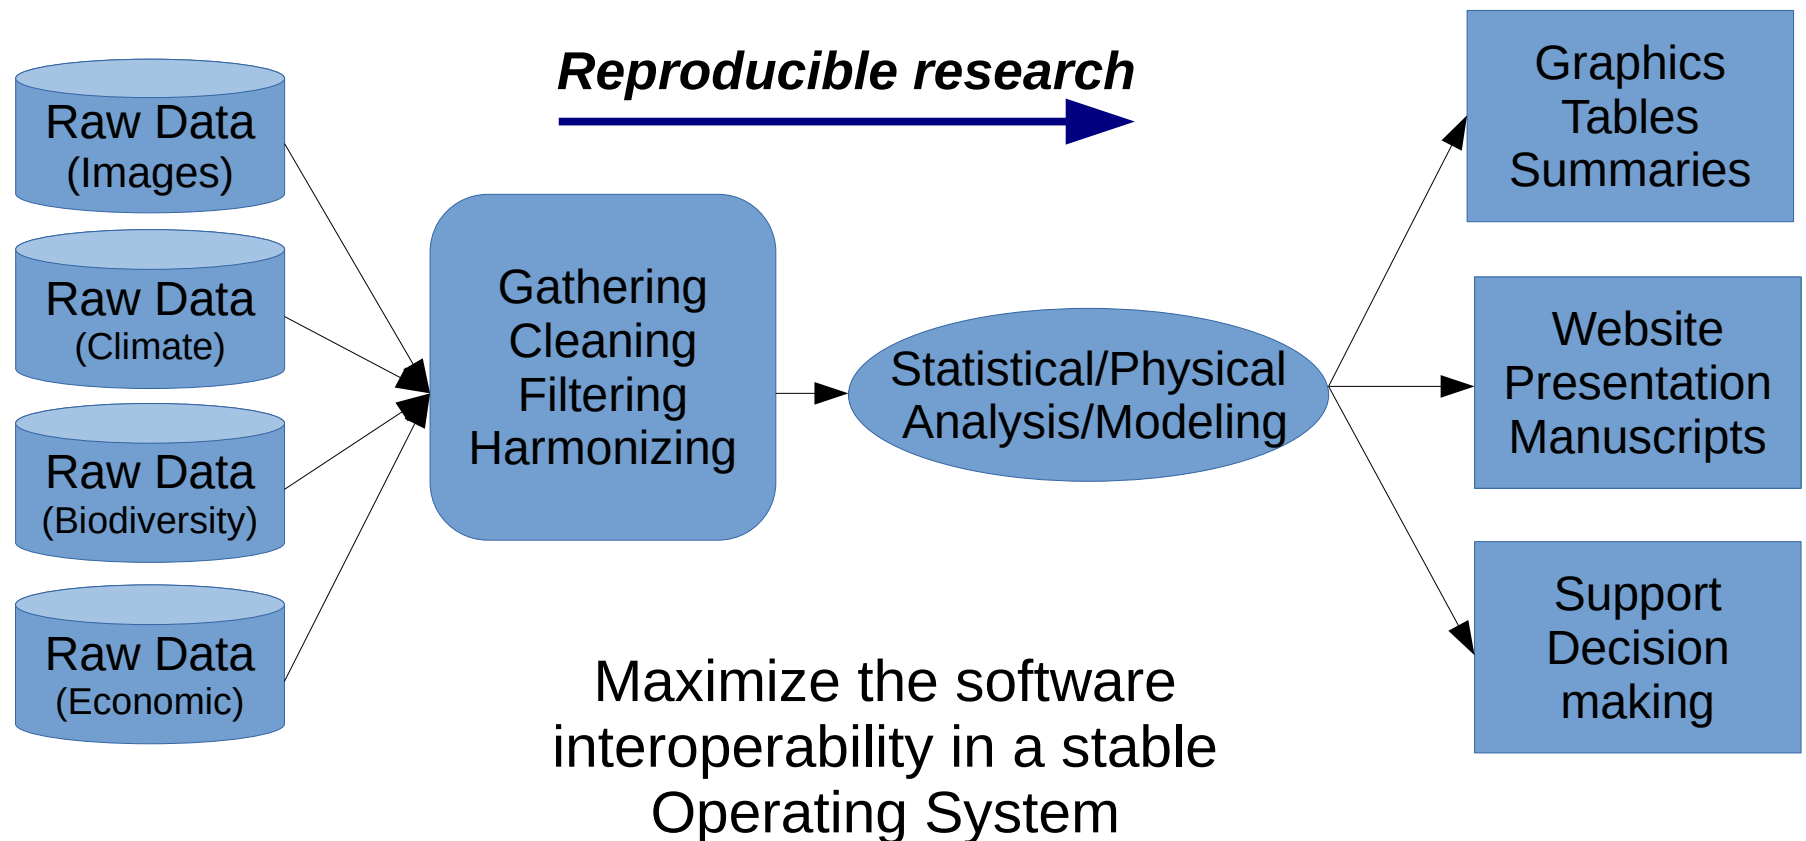 Reproducible research
Raw Data
(Images)
Raw Data
(Climate)
Raw Data
(Biodiversity)
Raw Data
(Economic)
Gathering
Cleaning
Filtering
Harmonizing
Statistical/Physical
Analysis/Modeling
Graphics
Tables
Summaries
Website
Presentation
Manuscripts
Support
Decision
making
Maximize the software
interoperability in a stable
Operating System